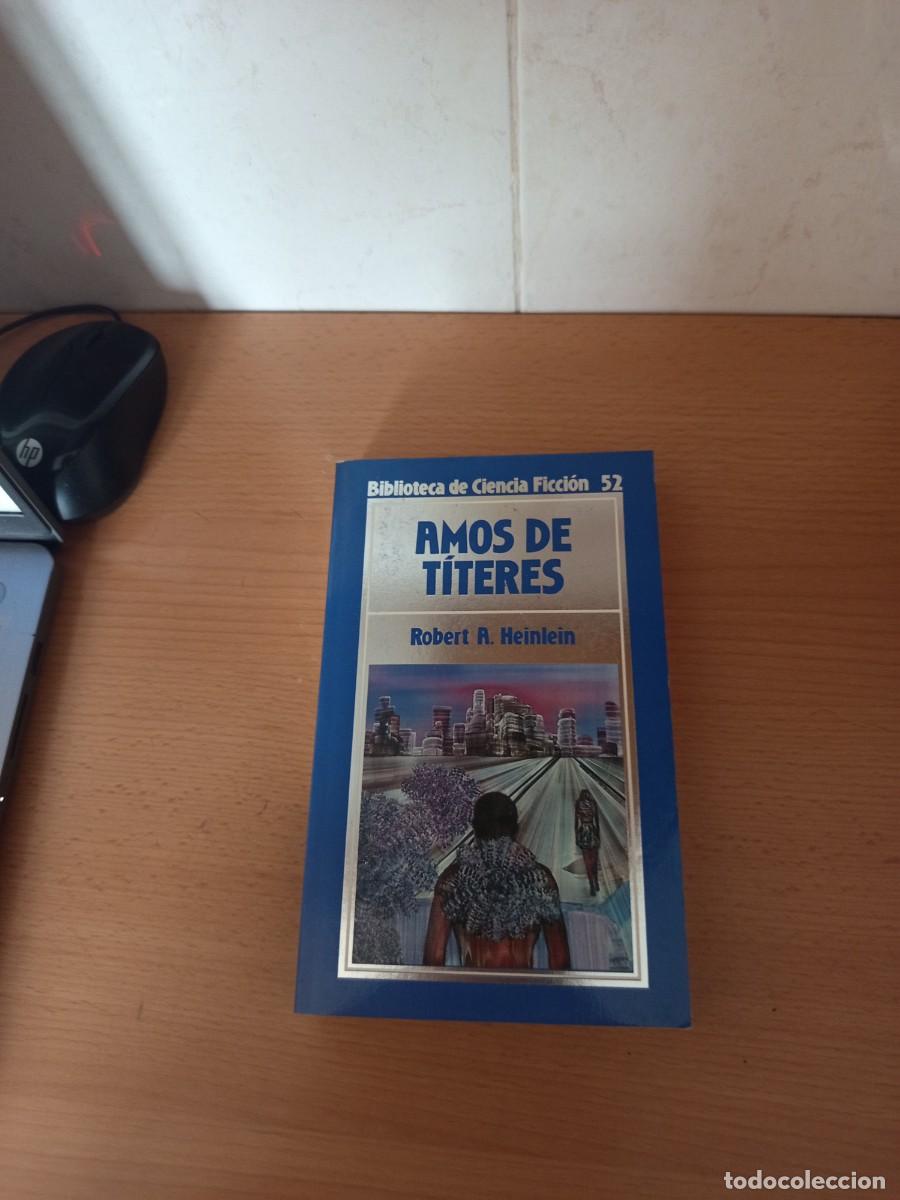 hp
Biblioteca de Ciencia Ficción 52
AMOS DE
TÍTERES
Robert A. Heinlein
todocoleccion